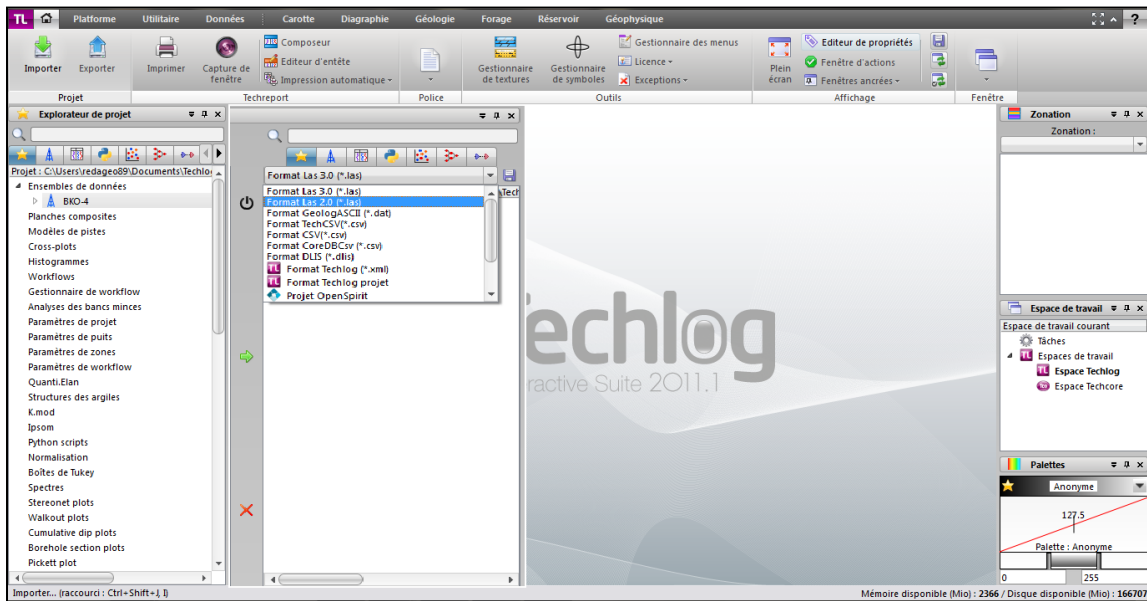 TL Platforme Utilitaire Données Carotte Diagraphie Géologie Forage Réservoir Géophysique ?
Importer Exporter Imprimer Capture de fenêtre
Composeur
Editeur d'entête
Impression automatique
Gestionnaire de textures
Gestionnaire de symboles
Gestionnaire des menus
Licence
Exceptions
Plein écran
Editeur de propriétés
Fenêtre d'actions
Fenêtres ancrées
Projet Techreport Police Outils Affichage Fenêtre
Explorateur de projet
Projet : C:\Users\redageo89\Documents\Techlo
Ensembles de données
BKO-4
Planches composites
Modèles de pistes
Cross-plots
Histogrammes
Workflows
Gestionnaire de workflow
Analyses des bancs minces
Paramètres de projet
Paramètres de puits
Paramètres de zones
Paramètres de workflow
Quanti.Elan
Structures des argiles
K.mod
Ipsom
Python scripts
Normalisation
Boîtes de Tukey
Spectres
Stereonet plots
Walkout plots
Cumulative dip plots
Borehole section plots
Pickett plot
Format Las 3.0 (*.las)
\Tech
Format Las 3.0 (*.las)
Format Las 2.0 (*.las)
Format GeologASCII (*.dat)
Format TechCSV(*.csv)
Format CSV(*.csv)
Format CoreDBCsv (*.csv)
Format DLIS (*.dlis)
TL Format Techlog (*.xml)
TL Format Techlog projet
Projet OpenSpirit
Techlog
ractive Suite 2011.1
Zonation
Zonation :
Espace de travail
Espace de travail courant
Tâches
TL Espaces de travail
TL Espace Techlog
Tco Espace Techcore
Palettes
Anonyme
127.5
Palette : Anonyme
0 255
Importer... (raccourci : Ctrl+Shift+J, I) Mémoire disponible (Mio) : 2366 / Disque disponible (Mio) : 166707